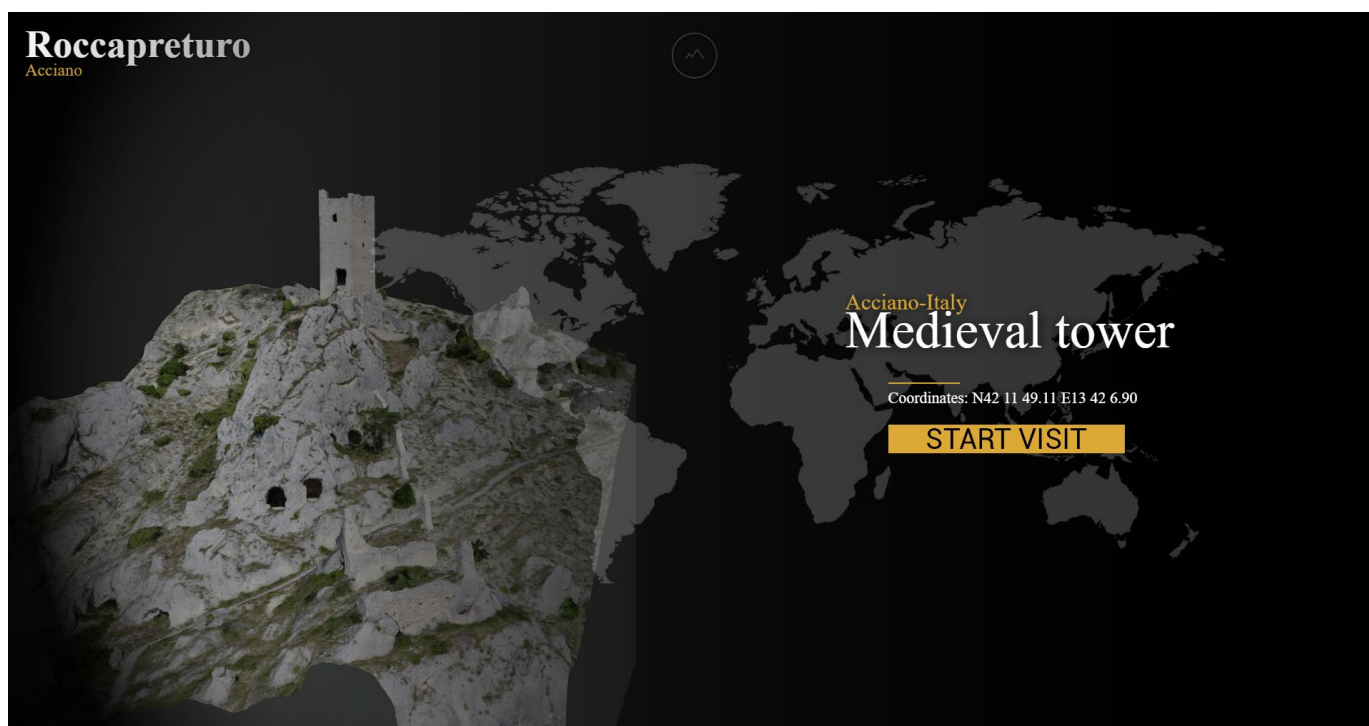 Roccapreturo
Acciano
Acciano-Italy
Medieval tower
Coordinates: N42 11 49.11 E13 42 6.90
START VISIT